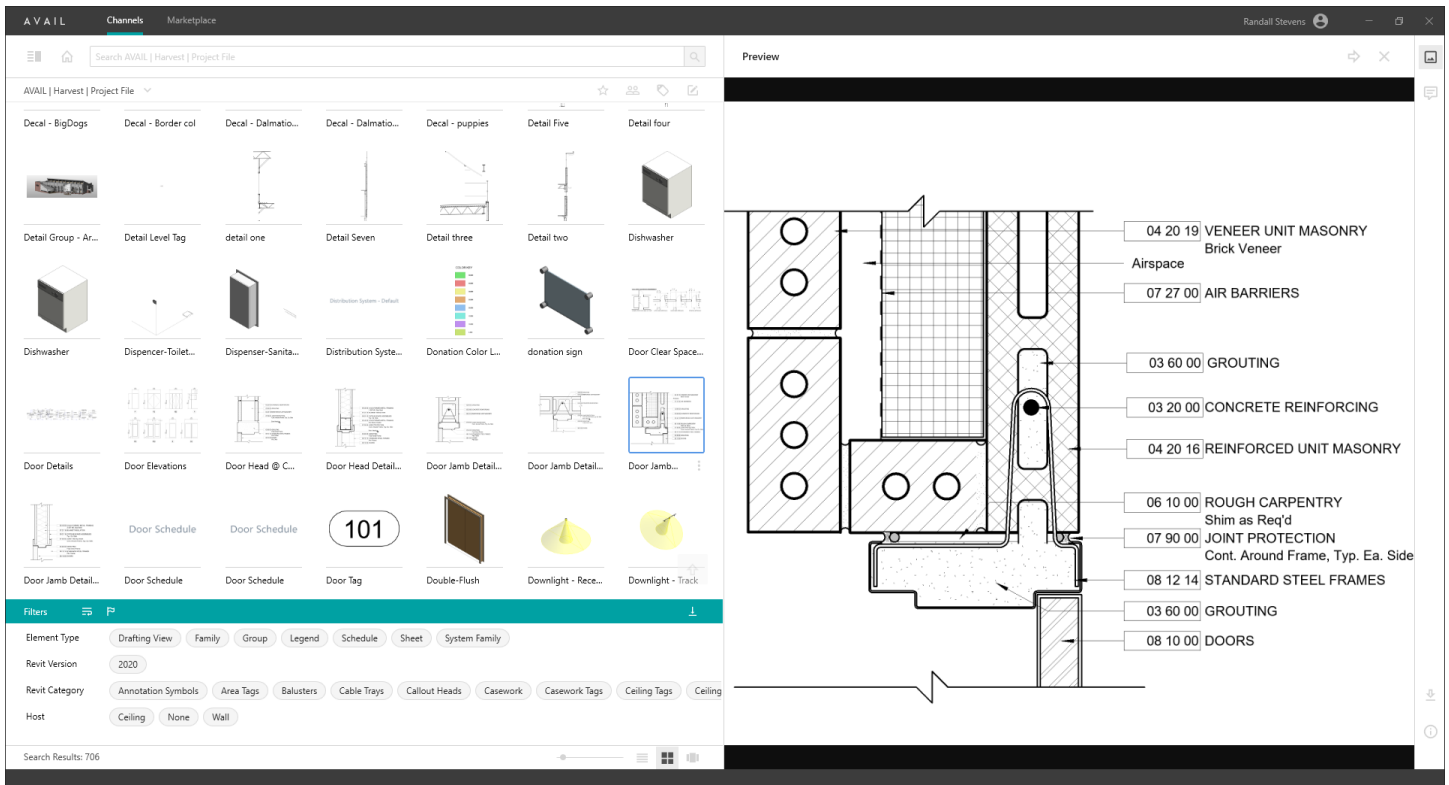 AVAIL
Channels
Marketplace
Randall Stevens
Search AVAIL | Harvest | Project File
Preview
AVAIL | Harvest | Project File
Decal - BigDogs
Decal - Border col
Decal - Dalmatio...
Decal - Dalmatio...
Decal - puppies
Detail Five
Detail four
Detail Group - Ar...
Detail Level Tag
detail one
Detail Seven
Detail three
Detail two
Dishwasher
Distribution System - Default
Dishwasher
Dispencer-Toilet...
Dispenser-Sanita...
Distribution Syste...
Donation Color L...
donation sign
Door Clear Space...
Door Details
Door Elevations
Door Head @ C...
Door Head Detail...
Door Jamb Detail...
Door Jamb Detail...
Door Jamb...
Door Schedule
Door Schedule
101
Door Jamb Detail...
Door Schedule
Door Schedule
Door Tag
Double-Flush
Downlight - Rece...
Downlight - Track
Filters
Element Type
Drafting View
Family
Group
Legend
Schedule
Sheet
System Family
Revit Version
2020
Revit Category
Annotation Symbols
Area Tags
Balusters
Cable Trays
Callout Heads
Casework
Casework Tags
Ceiling Tags
Ceiling
Host
Ceiling
None
Wall
Search Results: 706
04 20 19 VENEER UNIT MASONRY
Brick Veneer
Airspace
07 27 00 AIR BARRIERS
03 60 00 GROUTING
03 20 00 CONCRETE REINFORCING
04 20 16 REINFORCED UNIT MASONRY
06 10 00 ROUGH CARPENTRY
Shim as Req'd
07 90 00 JOINT PROTECTION
Cont. Around Frame, Typ. Ea. Side
08 12 14 STANDARD STEEL FRAMES
03 60 00 GROUTING
08 10 00 DOORS